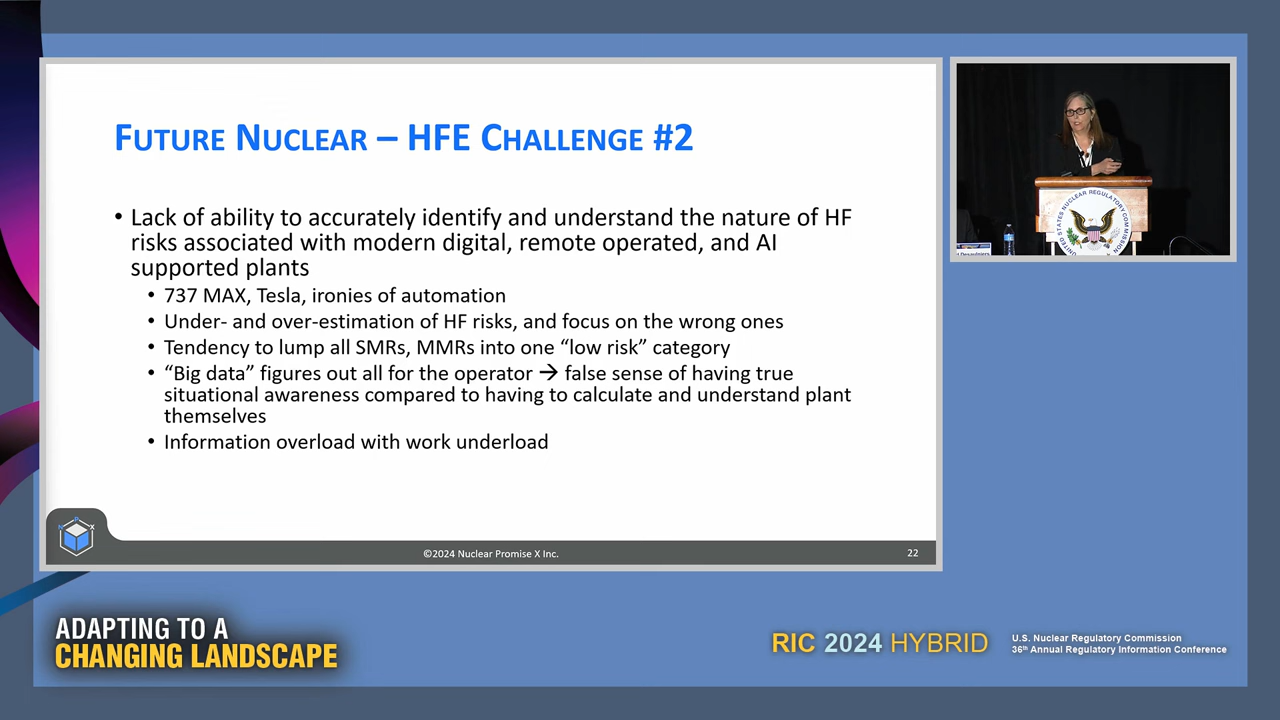 FUTURE NUCLEAR – HFE CHALLENGE #2
• Lack of ability to accurately identify and understand the nature of HF
risks associated with modern digital, remote operated, and AI
supported plants
• 737 MAX, Tesla, ironies of automation
• Under- and over-estimation of HF risks, and focus on the wrong ones
• Tendency to lump all SMRs, MMRs into one “low risk” category
• “Big data” figures out all for the operator → false sense of having true
situational awareness compared to having to calculate and understand plant
themselves
• Information overload with work underload
N P X
©2024 Nuclear Promise X Inc.
22
UNITED STATES NUCLEAR REGULATORY COMMISSION
ADAPTING TO A
CHANGING LANDSCAPE
RIC 2024 HYBRID
U.S. Nuclear Regulatory Commission
36th Annual Regulatory Information Conference